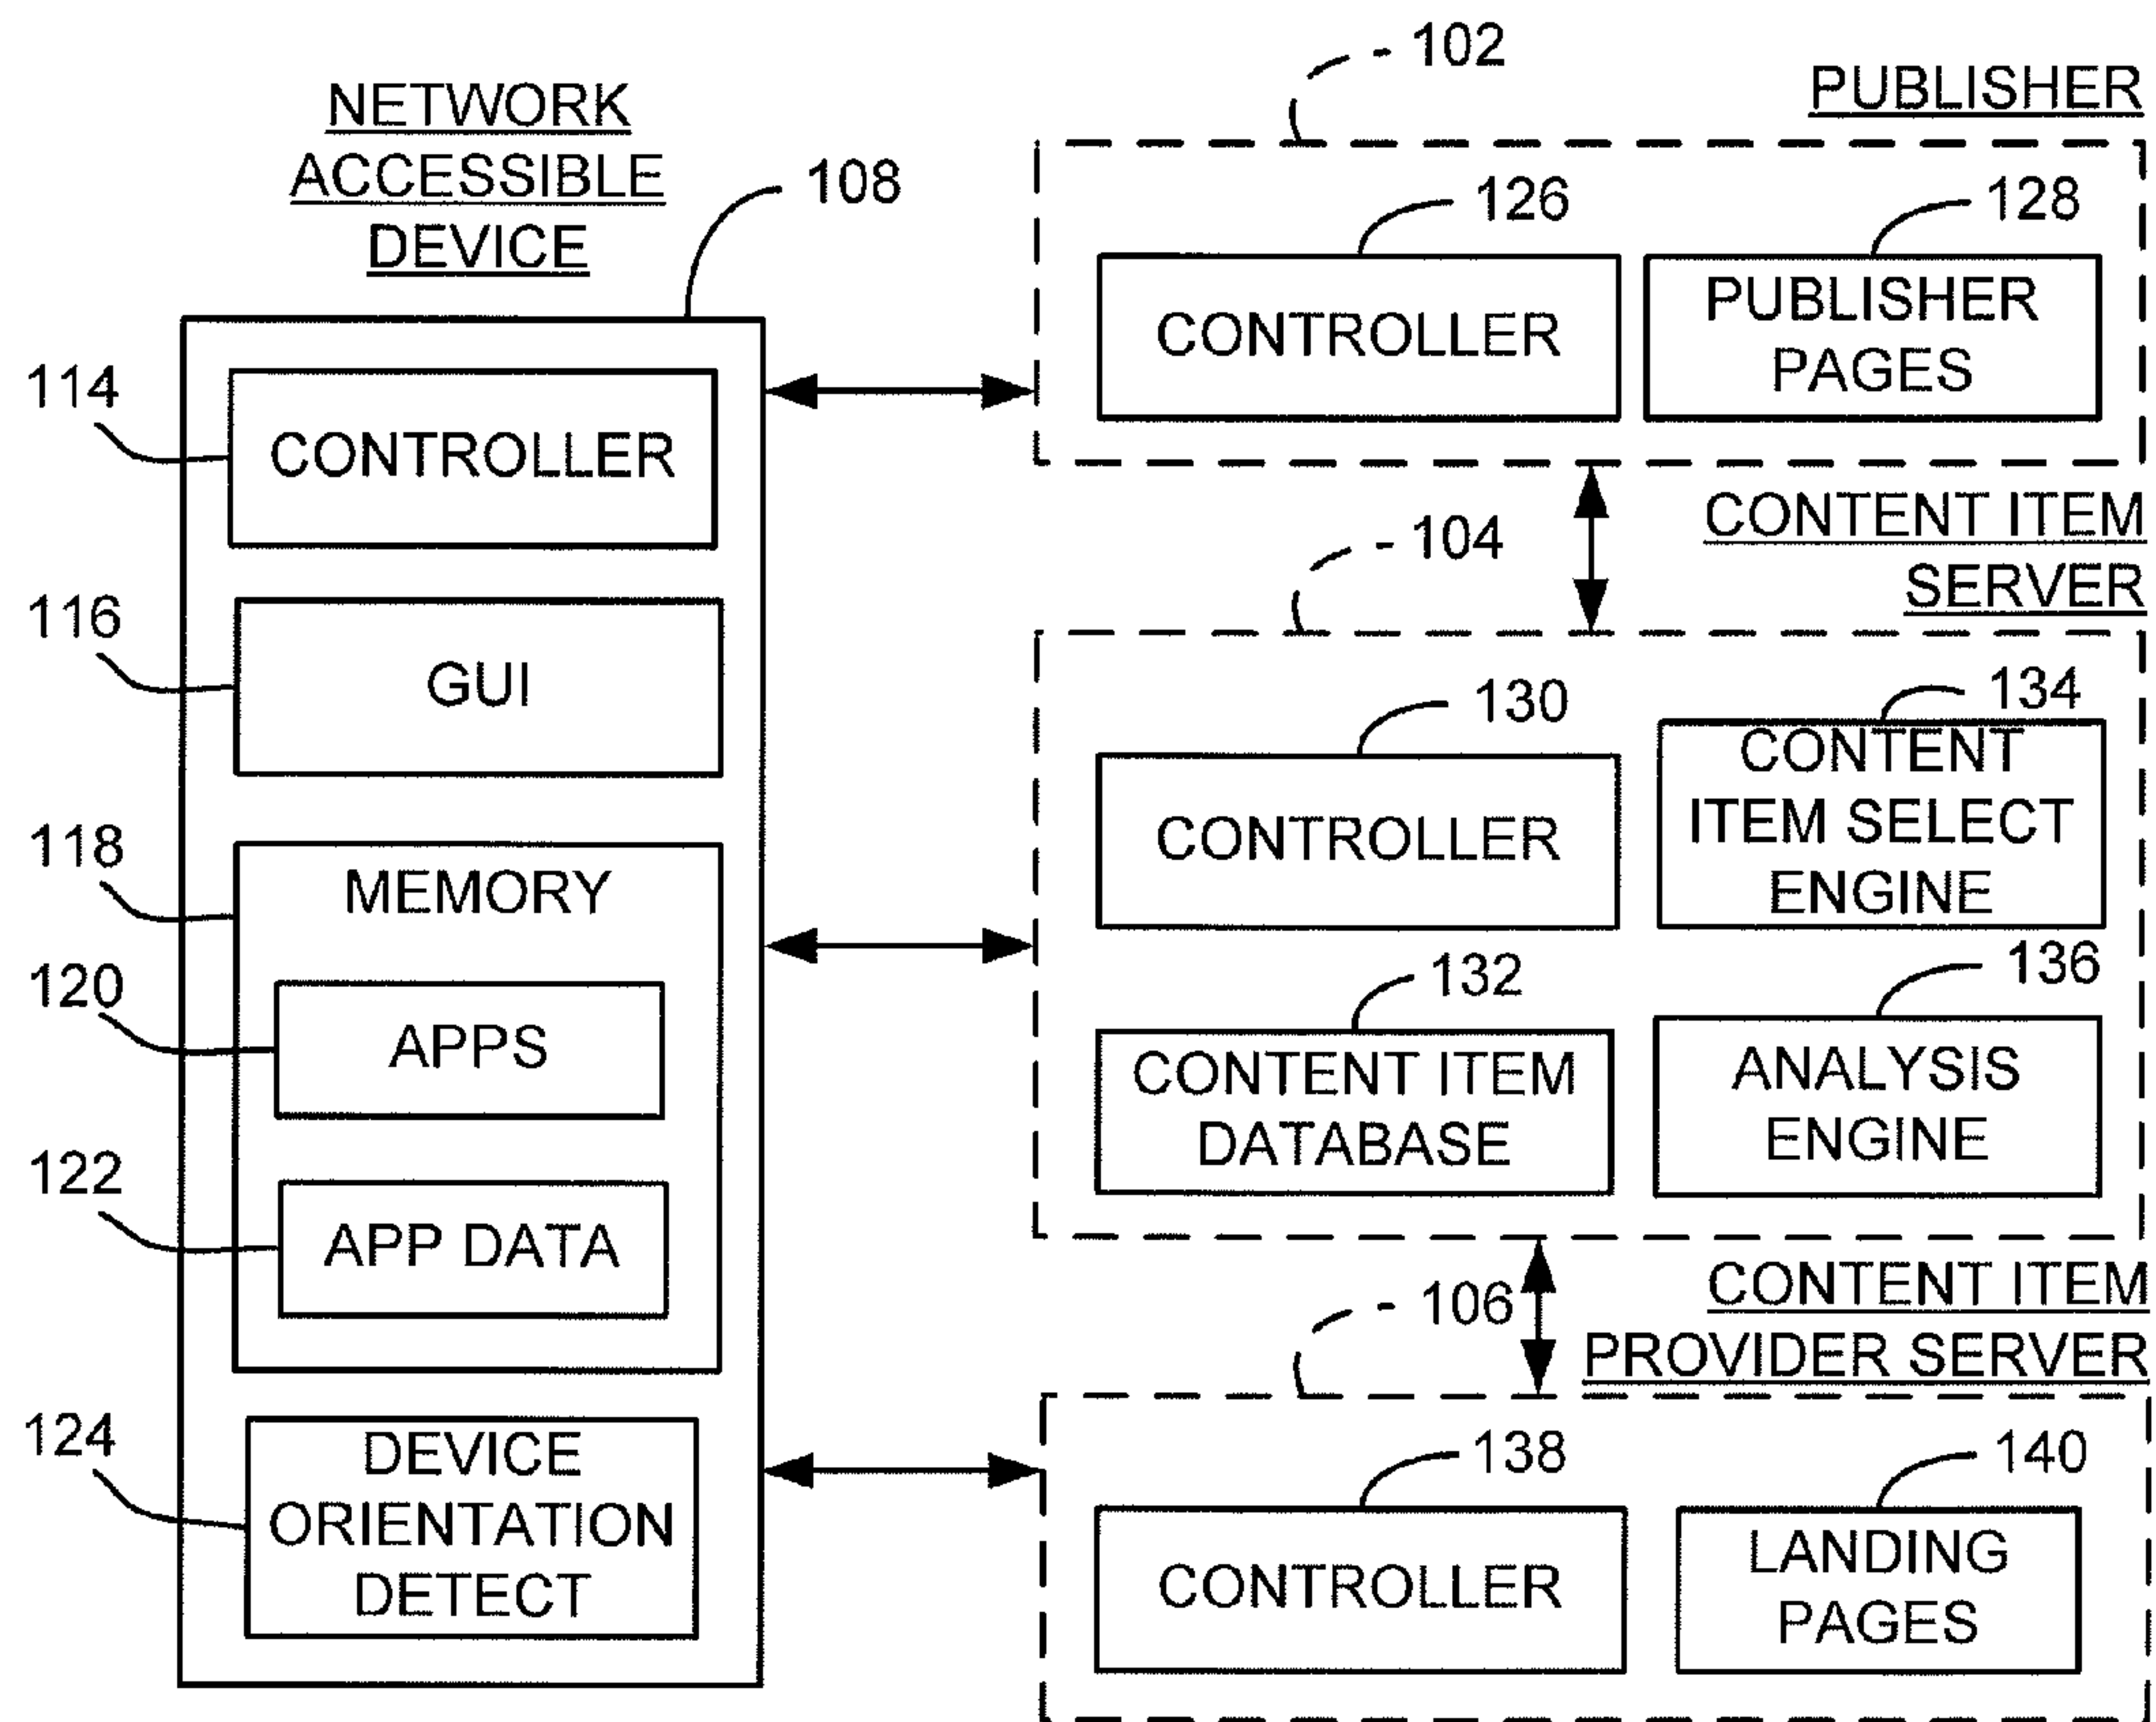 NETWORK
ACCESSIBLE
DEVICE
108
114
CONTROLLER
116
GUI
118
MEMORY
120
APPS
122
APP DATA
124
DEVICE
ORIENTATION
DETECT
102
PUBLISHER
126
CONTROLLER
128
PUBLISHER
PAGES
104
CONTENT ITEM
SERVER
130
CONTROLLER
134
CONTENT
ITEM SELECT
ENGINE
132
CONTENT ITEM
DATABASE
136
ANALYSIS
ENGINE
106
CONTENT ITEM
PROVIDER SERVER
138
CONTROLLER
140
LANDING
PAGES